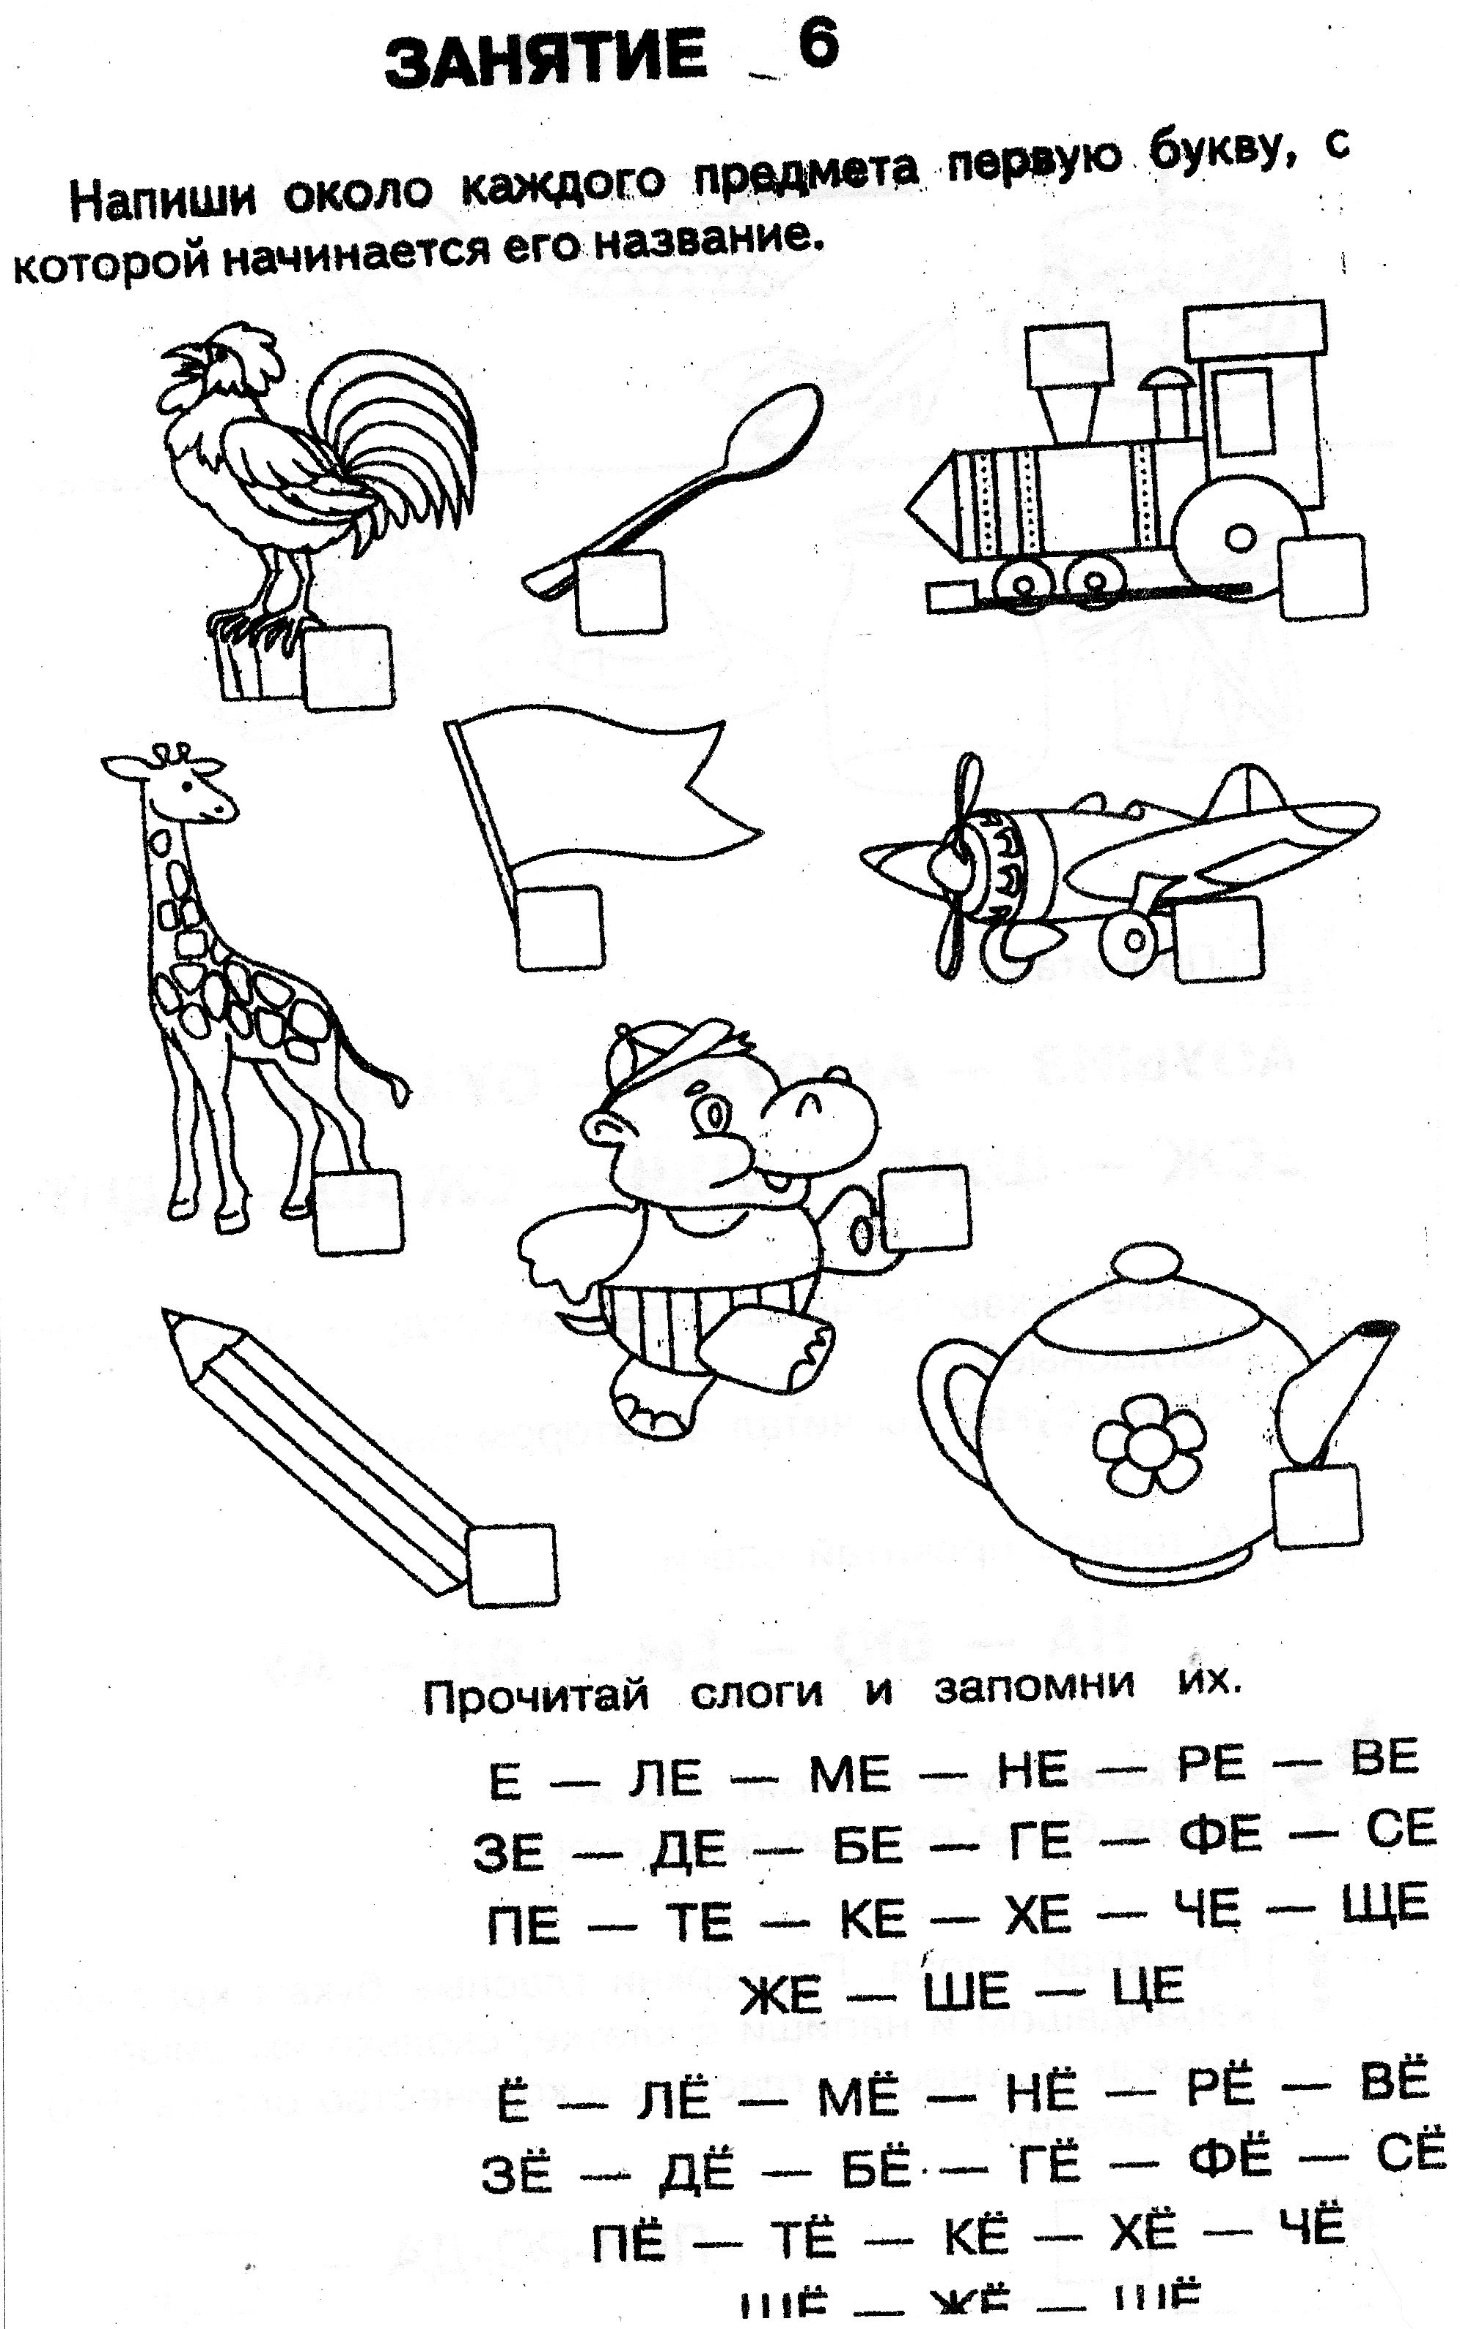 ЗАНЯТИЕ 6
Напиши около каждого предмета первую букву, с
которой начинается его название.
Прочитай слоги и запомни их.
Е — ЛЕ — МЕ — НЕ — РЕ — ВЕ
ЗЕ — ДЕ — БЕ — ГЕ — ФЕ — СЕ
ПЕ — ТЕ — КЕ — ХЕ — ЧЕ — ЩЕ
ЖЕ — ШЕ — ЦЕ
Ё — ЛЁ — МЁ — НЁ — РЁ — ВЁ
ЗЁ — ДЁ — БЁ — ГЁ — ФЁ — СЁ
ПЁ — ТЁ — КЁ — ХЁ — ЧЁ
— ЖЁ —